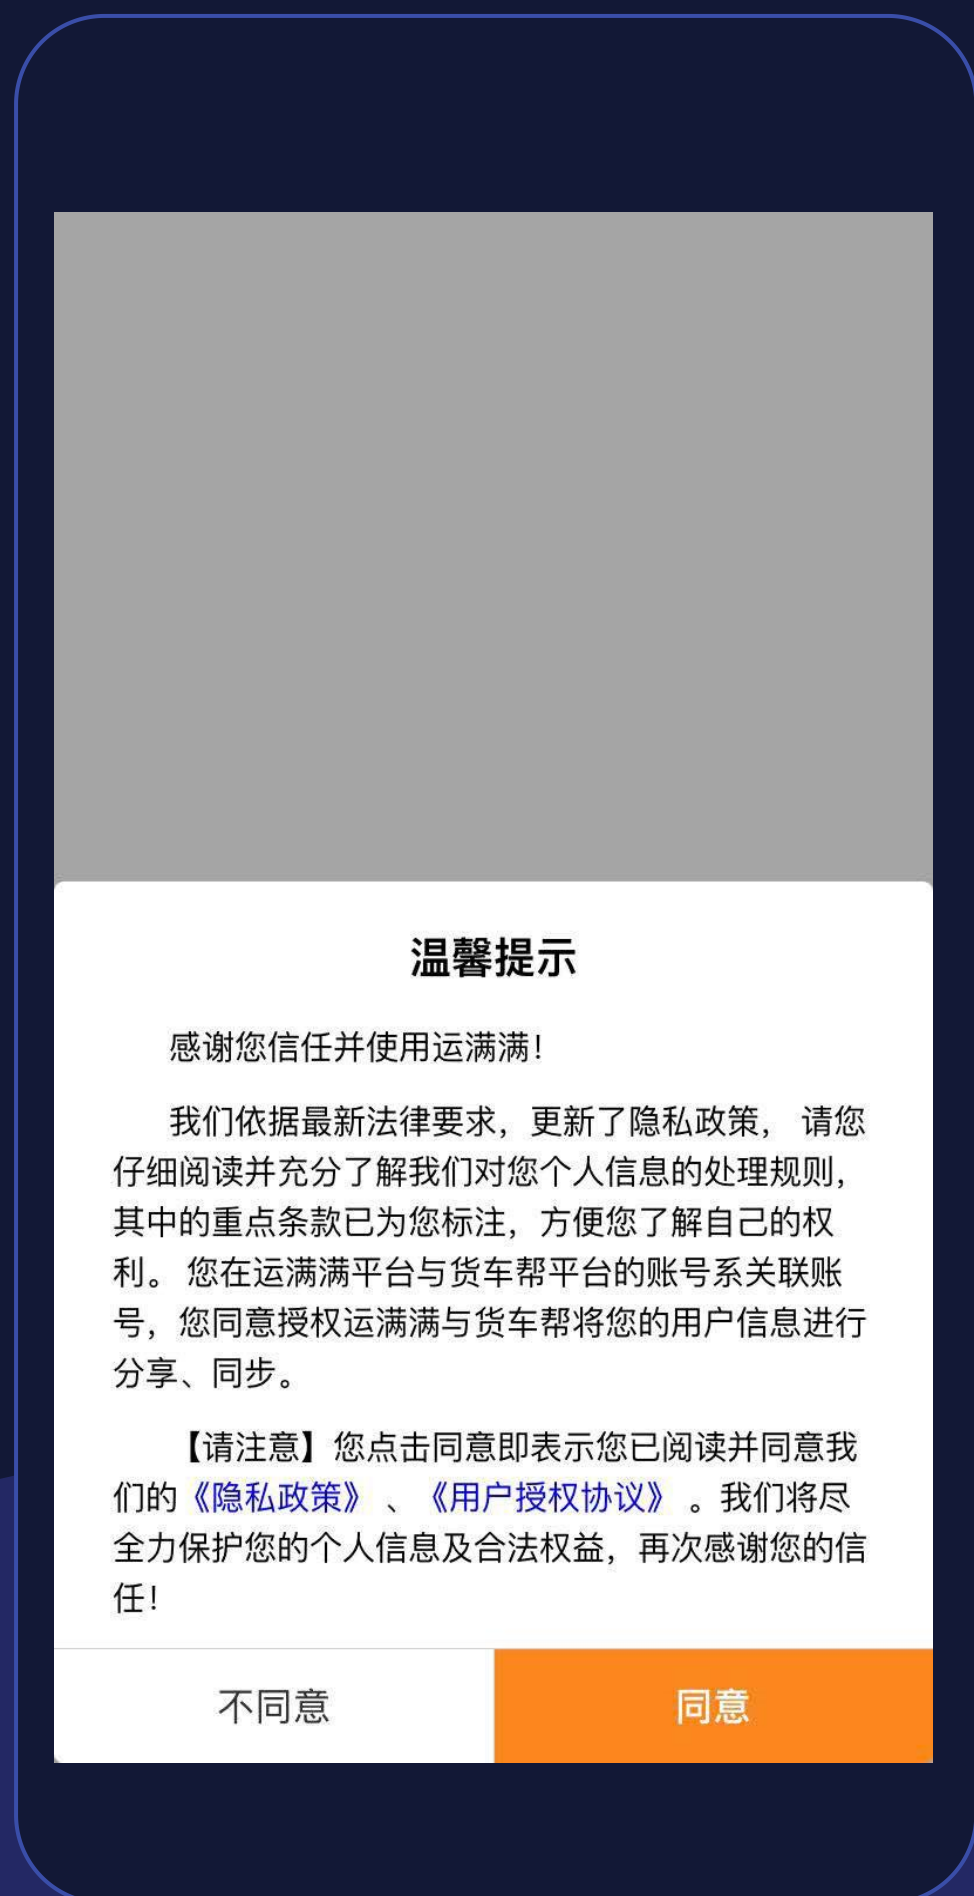 温馨提示
感谢您信任并使用运满满！
我们依据最新法律要求，更新了隐私政策， 请您
仔细阅读并充分了解我们对您个人信息的处理规则，
其中的重点条款已为您标注，方便您了解自己的权
利。 您在运满满平台与货车帮平台的账号系关联账
号，您同意授权运满满与货车帮将您的用户信息进行
分享、同步。
【请注意】您点击同意即表示您已阅读并同意我
们的《隐私政策》 、《用户授权协议》 。我们将尽
全力保护您的个人信息及合法权益，再次感谢您的信
任！
不同意
同意